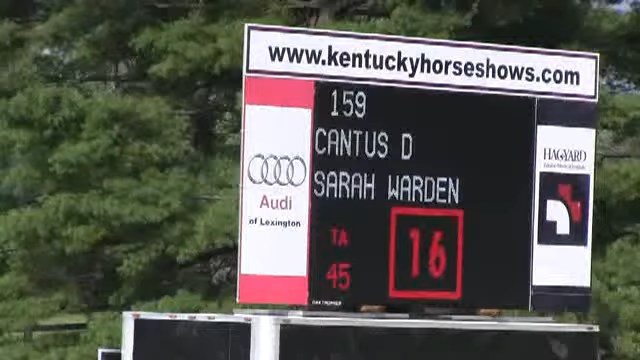 www.kentuckyhorseshows.com
159
CANTUS D
SARAH WARDEN
TA
45
16
Audi
of Lexington
HAGYARD